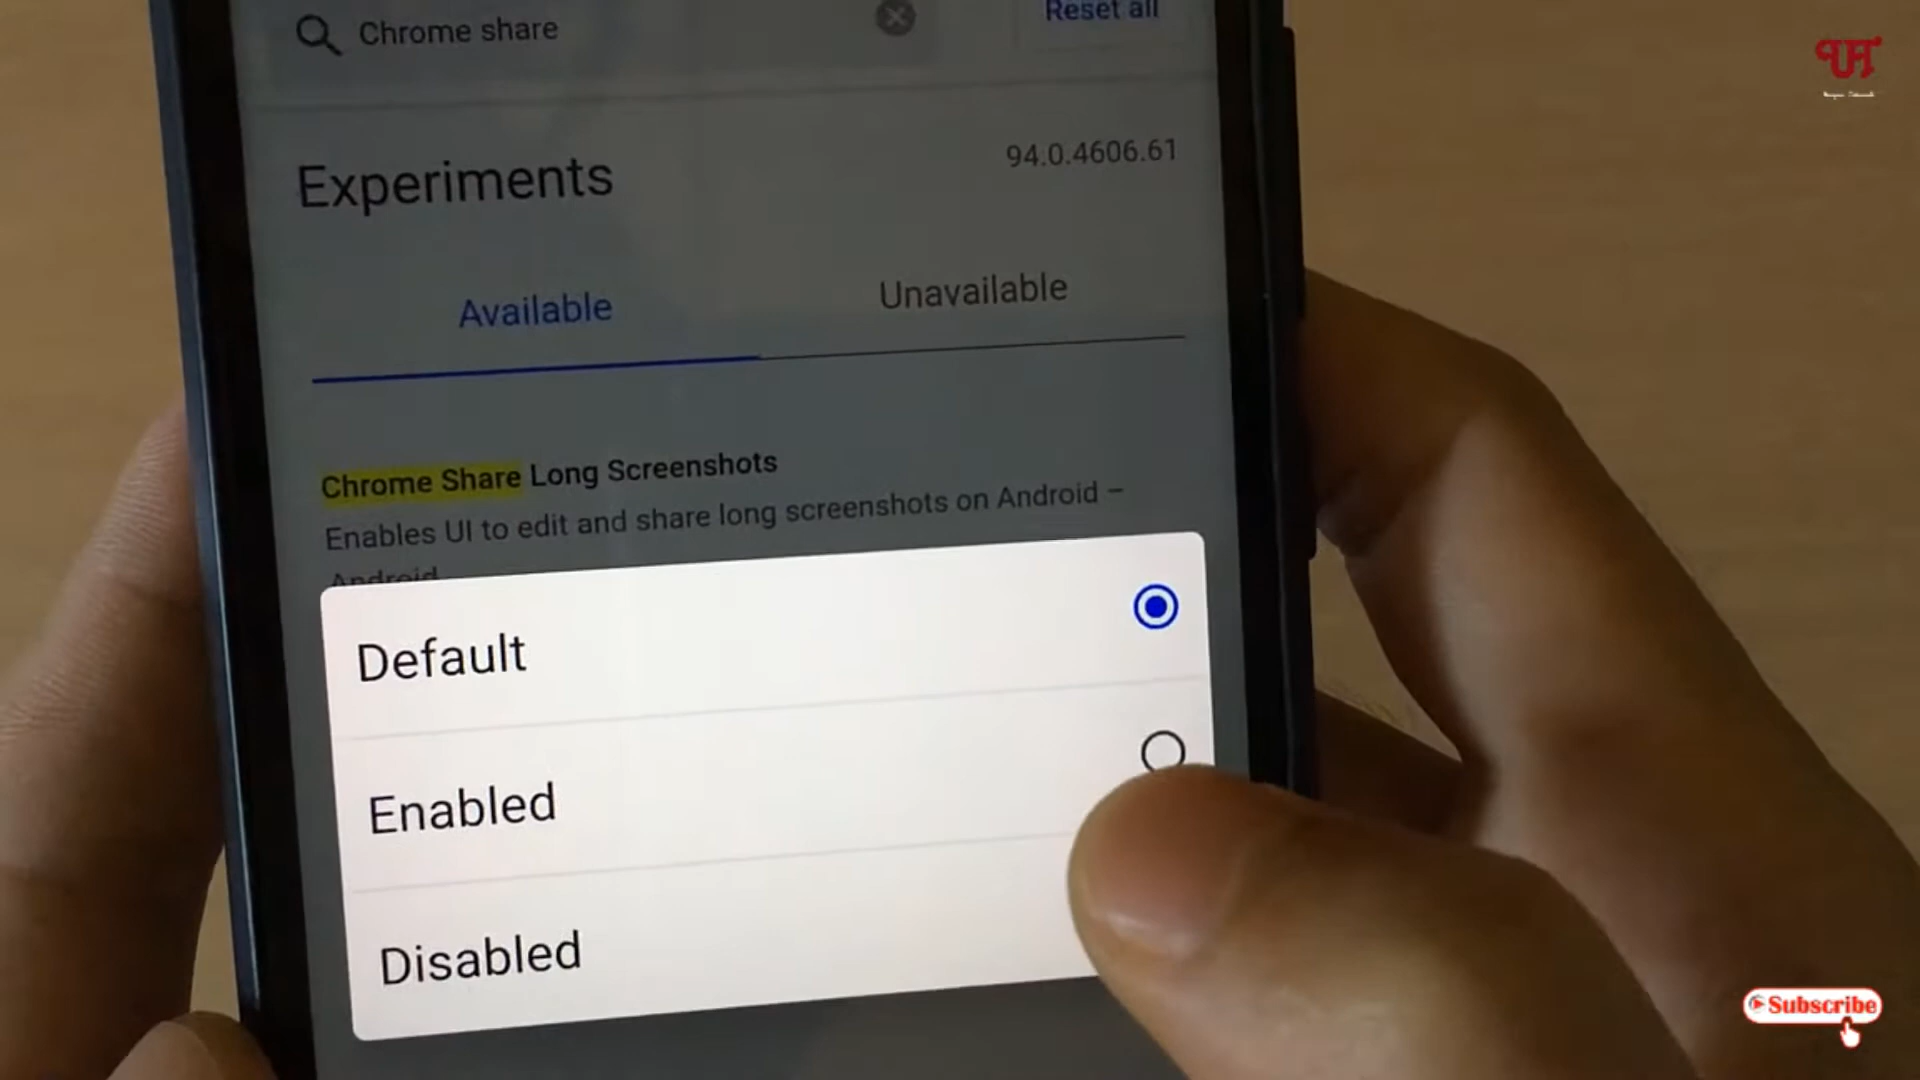 Chrome share
Reset all
Experiments
94.0.4606.61
Available
Unavailable
Chrome Share Long Screenshots
Enables UI to edit and share long screenshots on Android –
Android
Default
Enabled
Disabled
Subscribe